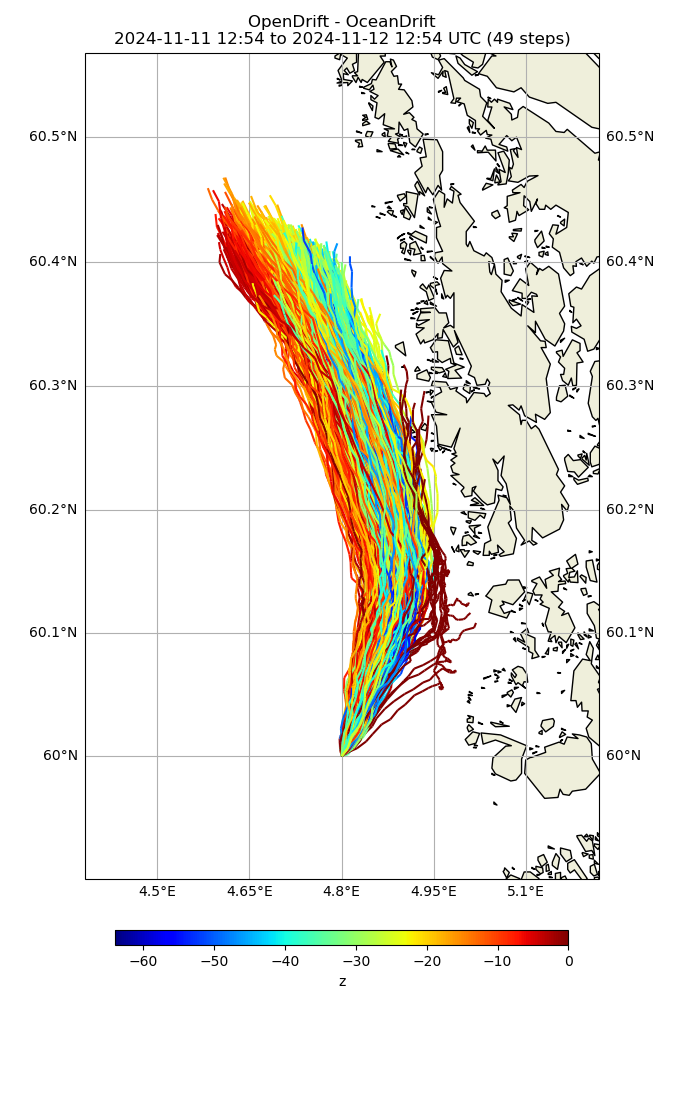 OpenDrift - OceanDrift
2024-11-11 12:54 to 2024-11-12 12:54 UTC (49 steps)
60.5°N 60.5°N
60.4°N 60.4°N
60.3°N 60.3°N
60.2°N 60.2°N
60.1°N 60.1°N
60°N 60°N
4.5°E 4.65°E 4.8°E 4.95°E 5.1°E
−60 −50 −40 −30 −20 −10 0
z